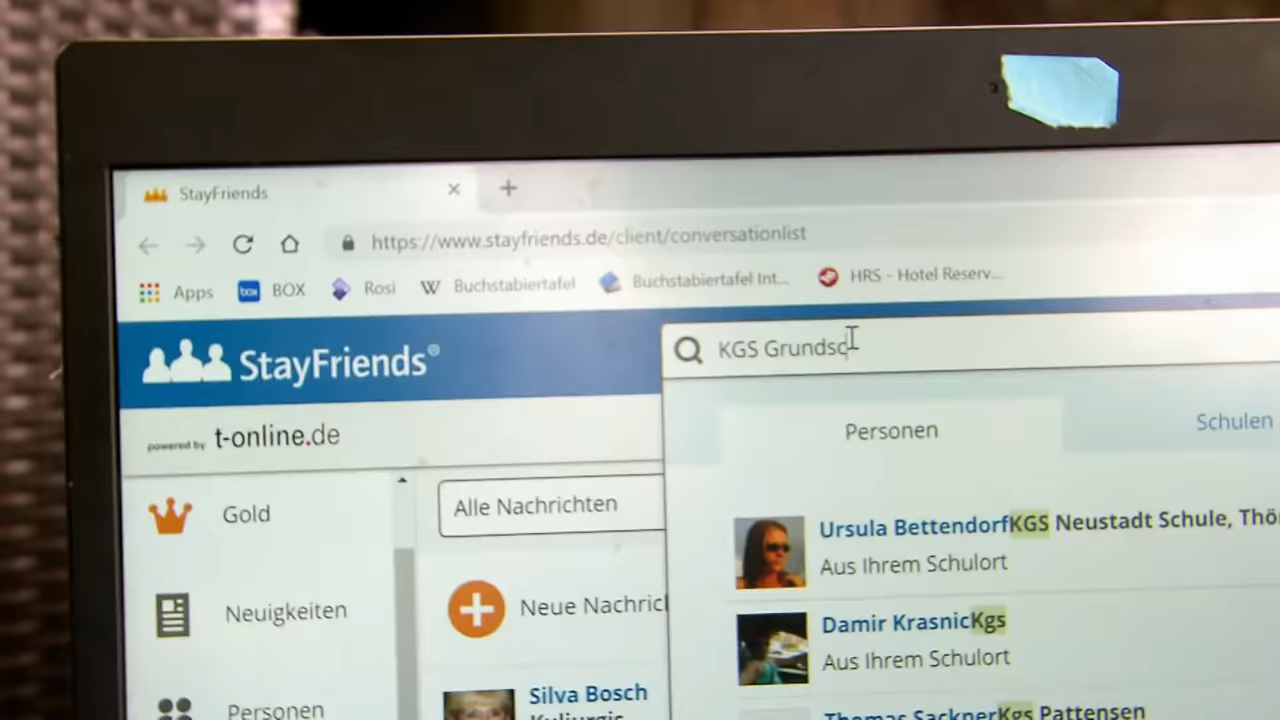 StayFriends
https://www.stayfriends.de/client/conversationlist
Apps
box BOX
Rosi
W Buchstabiertafel
Buchstabiertafel Int...
HRS - Hotel Reserv...
StayFriends®
KGS Grundsc
powered by t-online.de
Personen
Schulen
Gold
Alle Nachrichten
Ursula BettendorfKGS Neustadt Schule,
Aus Ihrem Schulort
Neuigkeiten
Neue
Damir KrasnicKgs
Aus Ihrem Schulort
Personen
Silva Bosch
Thomas SacknerKgs Pattensen